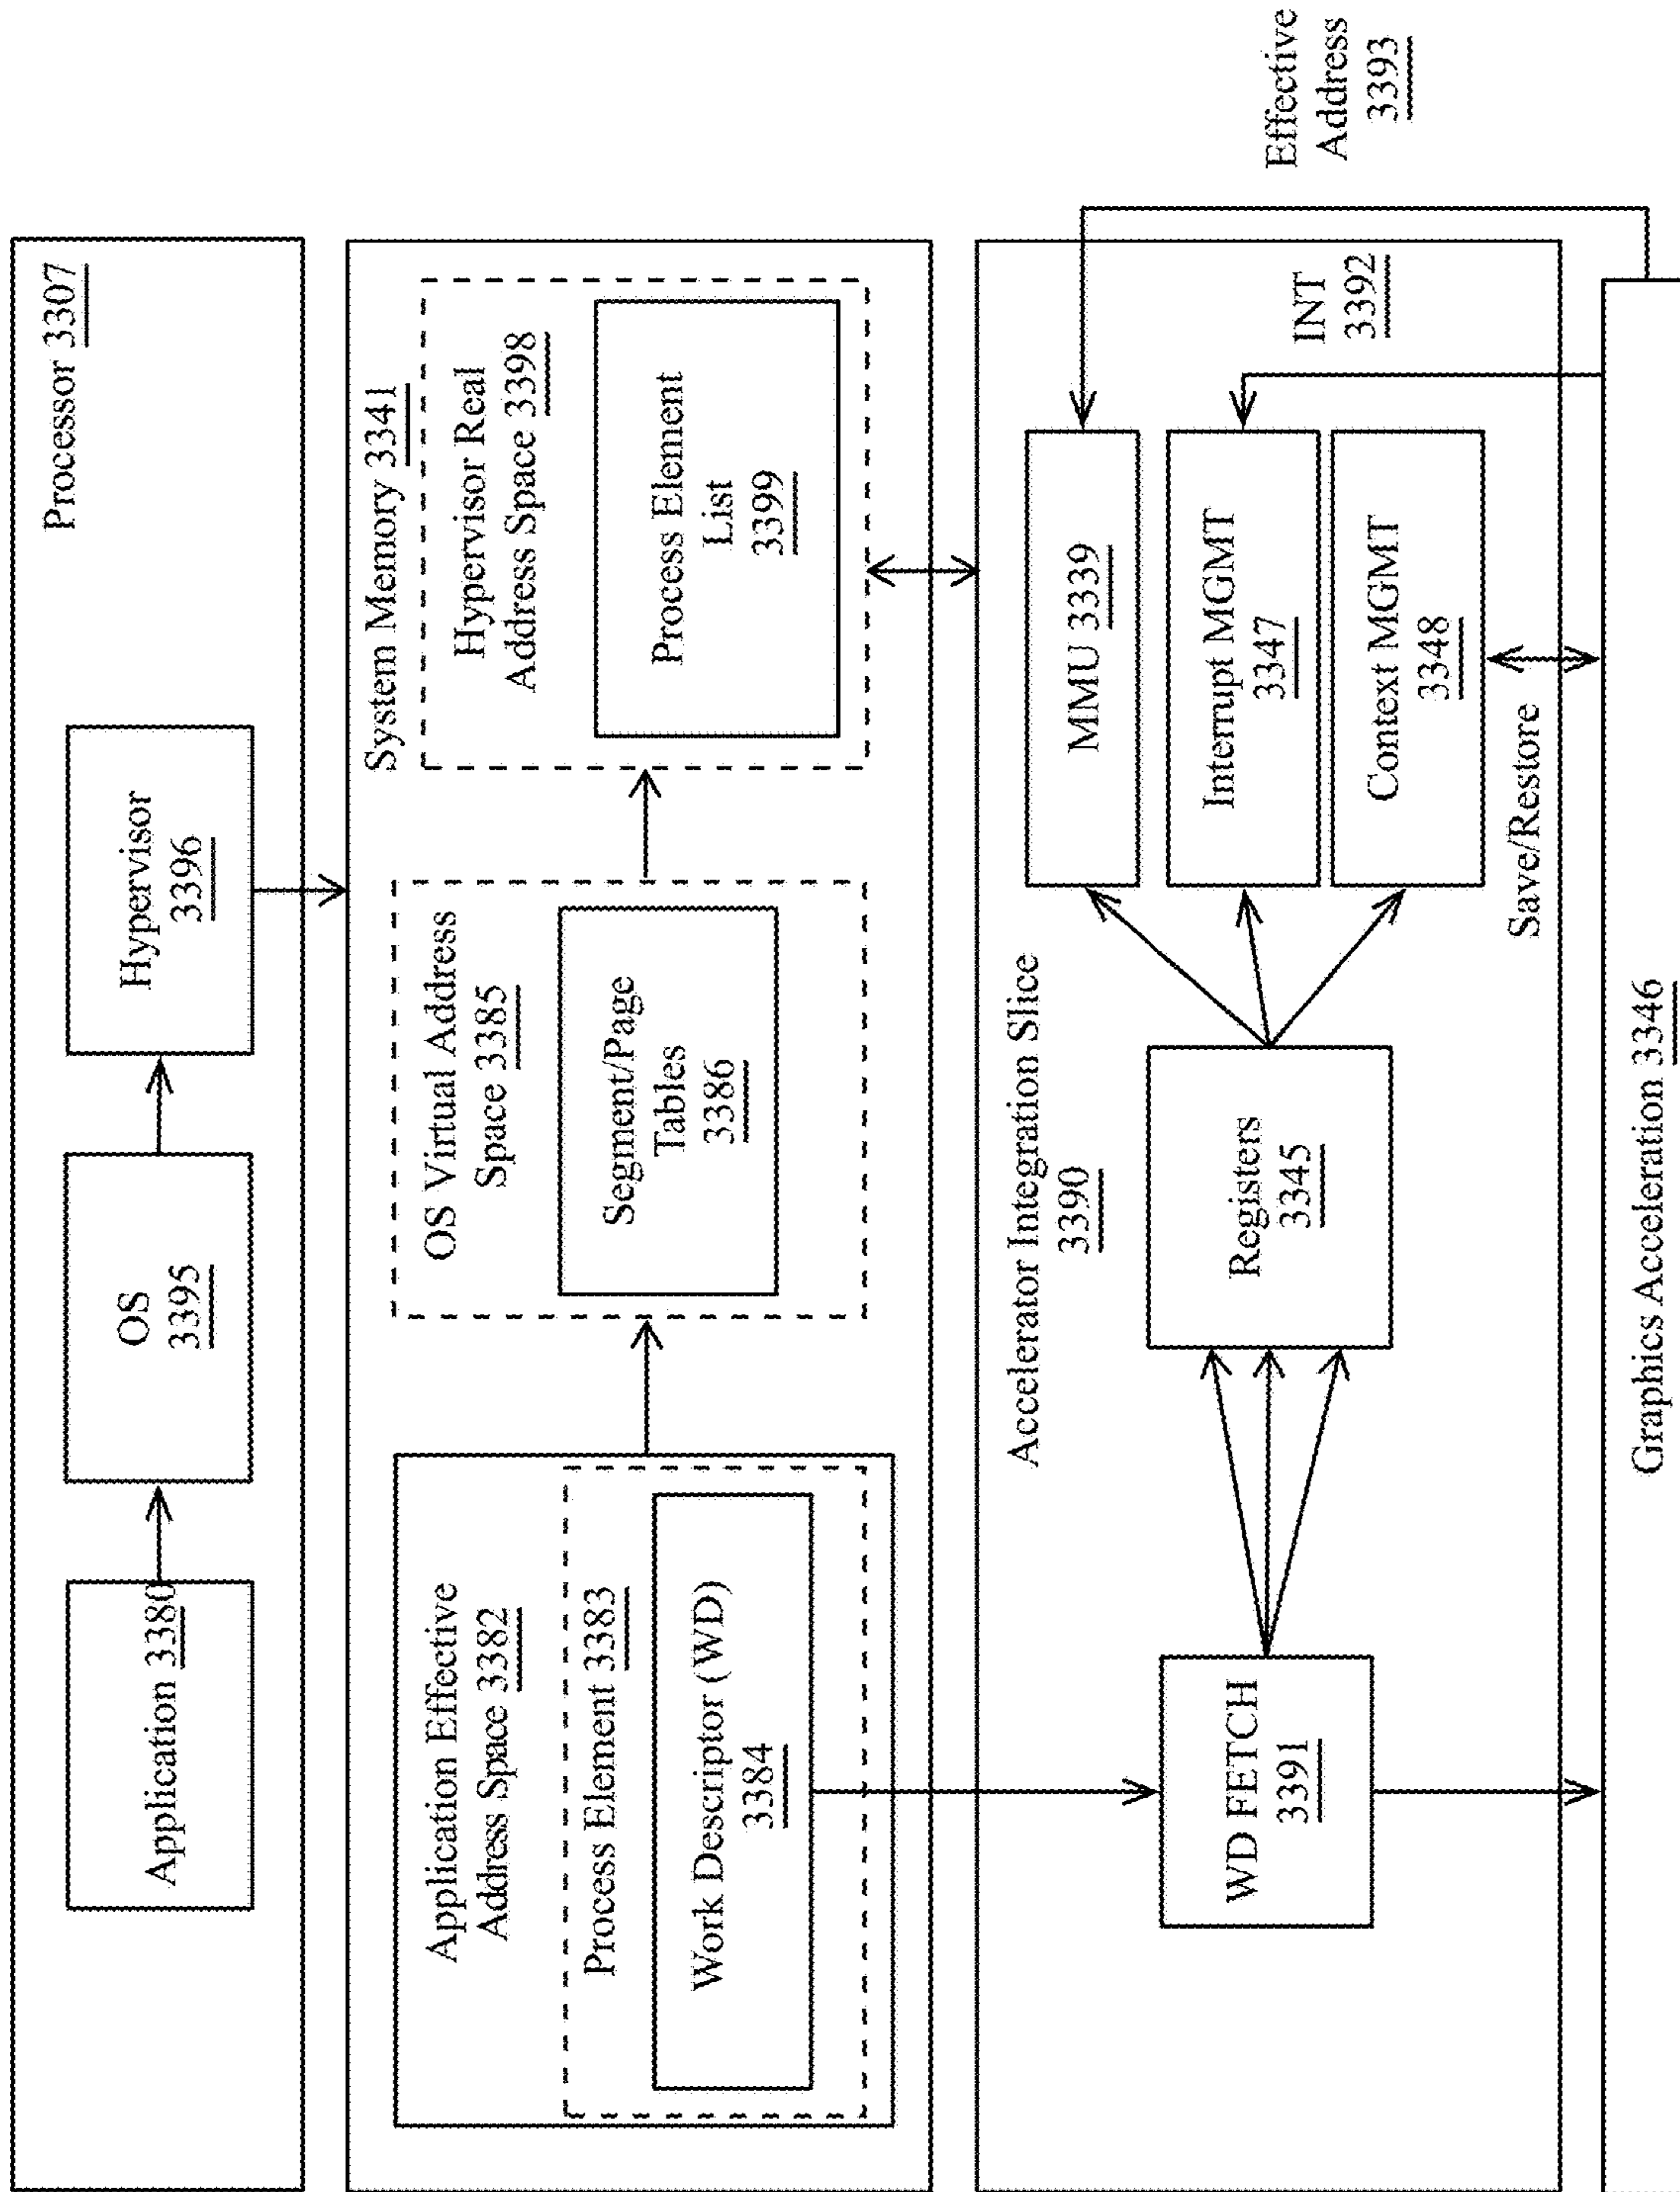 Processor 3307
Application 3380
OS
3395
Hypervisor
3396
System Memory 3341
Application Effective
Address Space 3382
Process Element 3383
Work Descriptor (WD)
3384
OS Virtual Address
Space 3385
Segment/Page
Tables
3386
Hypervisor Real
Address Space 3398
Process Element
List
3399
Accelerator Integration Slice
3390
WD FETCH
3391
Registers
3345
MMU 3339
Interrupt MGMT
3347
Context MGMT
3348
INT
3392
Effective
Address
3393
Save/Restore
Graphics Acceleration 3346